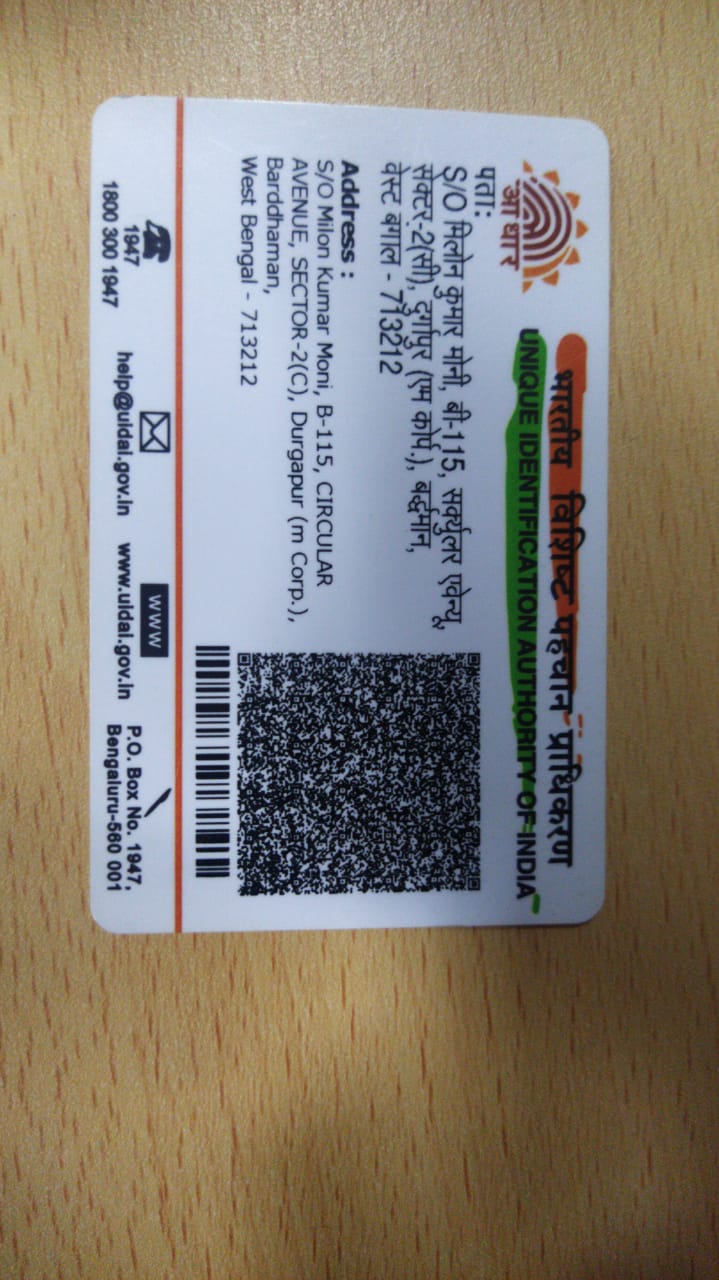 भारतीय विशिष्ट पहचान प्राधिकरण
UNIQUE IDENTIFICATION AUTHORITY OF INDIA
आधार
पता:
S/O मिलोन कुमार मोनी, बी-115, सर्क्युलर एवेन्यू,
सेक्टर-2(सी), दुर्गापुर (एम कोर्प.), बर्द्धमान,
वेस्ट बंगाल - 713212
Address :
S/O Milon Kumar Moni, B-115, CIRCULAR
AVENUE, SECTOR-2(C), Durgapur (m Corp.),
Barddhaman,
West Bengal - 713212
1947
1800 300 1947
help@uidai.gov.in
WWW
www.uidai.gov.in
P.O. Box No. 1947,
Bengaluru-560 001